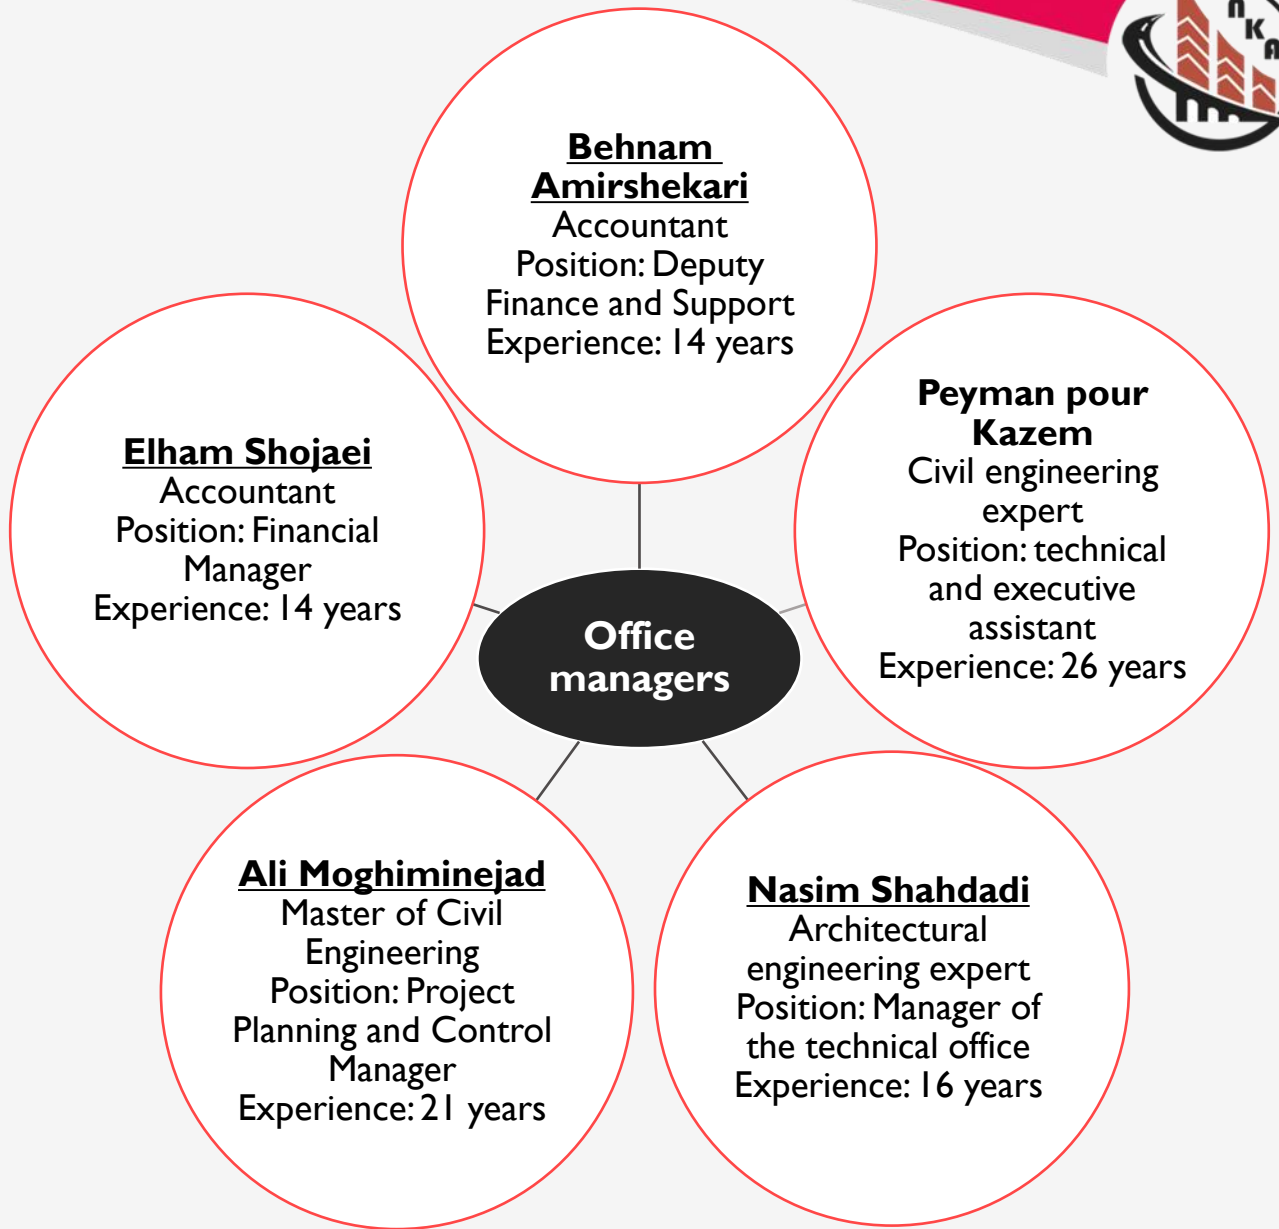 n
K
A
Behnam
Amirshekari
Accountant
Position: Deputy
Finance and Support
Experience: 14 years
Peyman pour
Kazem
Civil engineering
expert
Position: technical
and executive
assistant
Experience: 26 years
Elham Shojaei
Accountant
Position: Financial
Manager
Experience: 14 years
Office
managers
Ali Moghiminejad
Master of Civil
Engineering
Position: Project
Planning and Control
Manager
Experience: 21 years
Nasim Shahdadi
Architectural
engineering expert
Position: Manager of
the technical office
Experience: 16 years